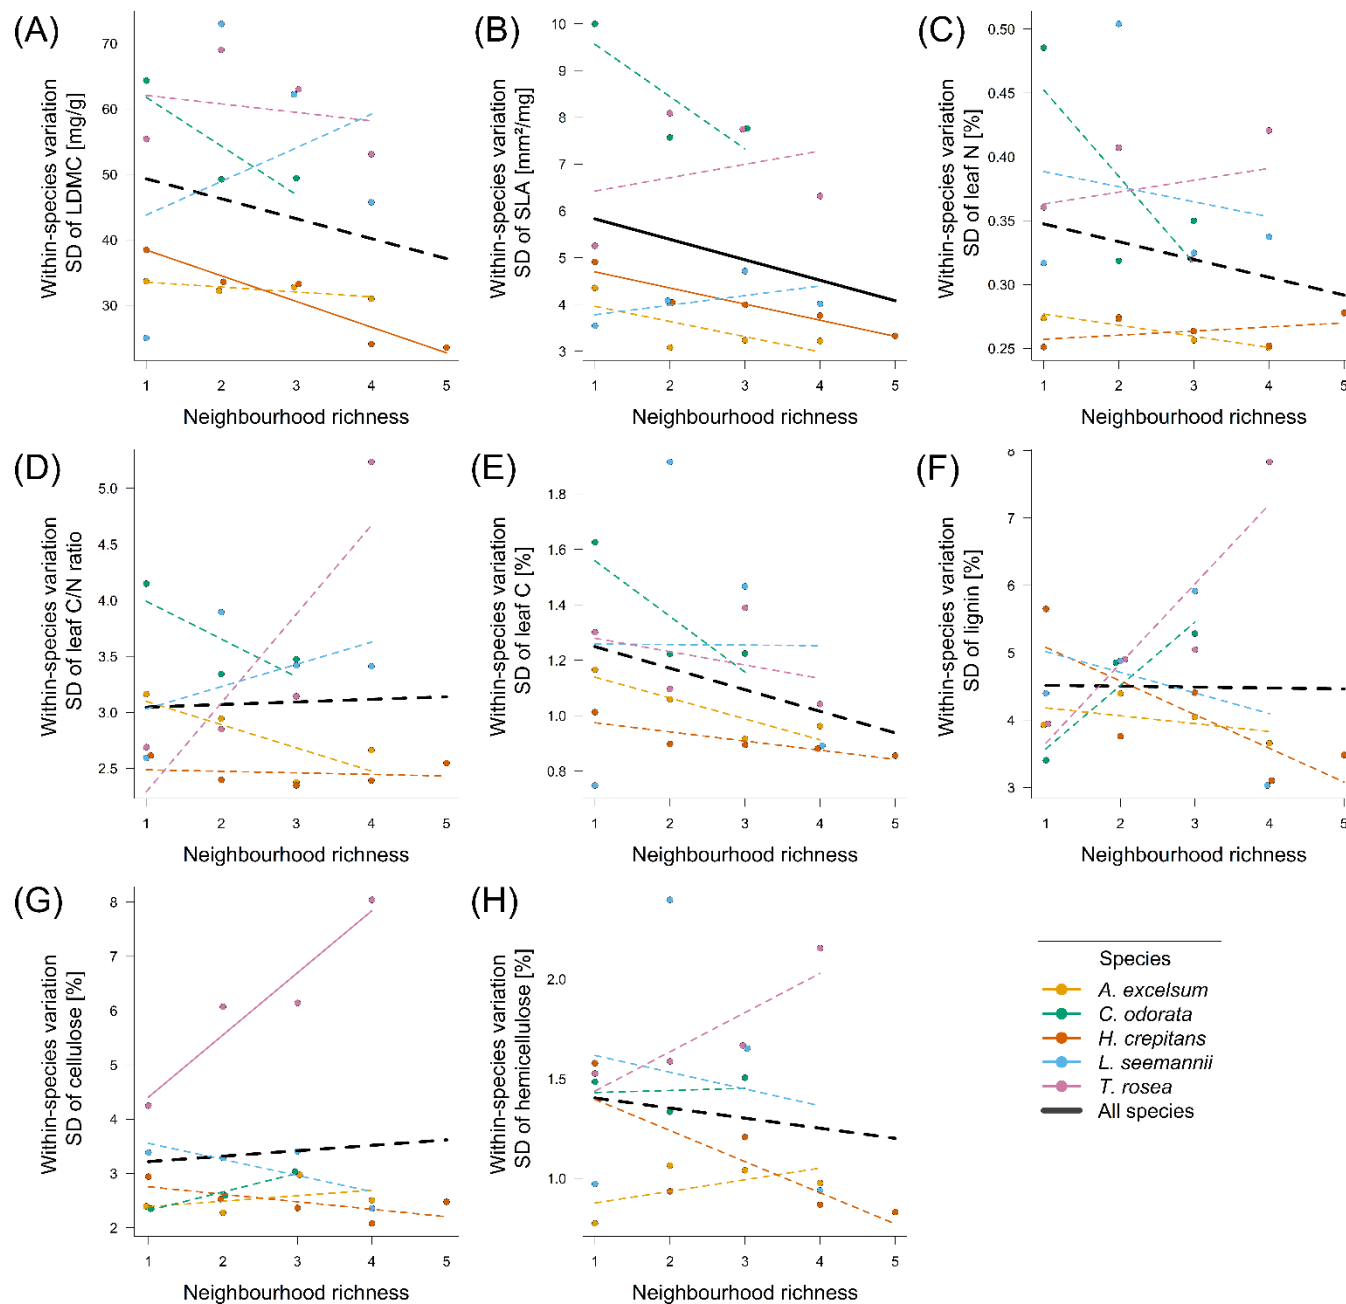 (A)
Within-species variation
SD of LDMC [mg/g]
70
60
50
40
30
1 2 3 4 5
Neighbourhood richness
(B)
Within-species variation
SD of SLA [mm²/mg]
10
9
8
7
6
5
4
3
1 2 3 4 5
Neighbourhood richness
(C)
Within-species variation
SD of leaf N [%]
0.50
0.45
0.40
0.35
0.30
0.25
1 2 3 4 5
Neighbourhood richness
(D)
Within-species variation
SD of leaf C/N ratio
5.0
4.5
4.0
3.5
3.0
2.5
1 2 3 4 5
Neighbourhood richness
(E)
Within-species variation
SD of leaf C [%]
1.8
1.6
1.4
1.2
1.0
0.8
1 2 3 4 5
Neighbourhood richness
(F)
Within-species variation
SD of lignin [%]
8
7
6
5
4
3
1 2 3 4 5
Neighbourhood richness
(G)
Within-species variation
SD of cellulose [%]
8
7
6
5
4
3
2
1 2 3 4 5
Neighbourhood richness
(H)
Within-species variation
SD of hemicellulose [%]
2.0
1.5
1.0
1 2 3 4 5
Neighbourhood richness
Species
A. excelsum
C. odorata
H. crepitans
L. seemannii
T. rosea
All species